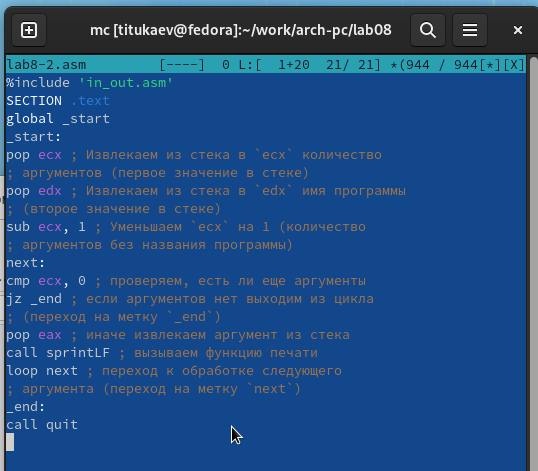 mc [titukaev@fedora]:~/work/arch-pc/lab08
lab8-2.asm [----] 0 L:[ 1+20 21/ 21] *(944 / 944[*][X]
%include 'in_out.asm'
SECTION .text
global _start
_start:
pop ecx ; Извлекаем из стека в `ecx` количество
; аргументов (первое значение в стеке)
pop edx ; Извлекаем из стека в `edx` имя программы
; (второе значение в стеке)
sub ecx, 1 ; Уменьшаем `ecx` на 1 (количество
; аргументов без названия программы)
next:
cmp ecx, 0 ; проверяем, есть ли еще аргументы
jz _end ; если аргументов нет выходим из цикла
; (переход на метку `_end`)
pop eax ; иначе извлекаем аргумент из стека
call sprintLF ; вызываем функцию печати
loop next ; переход к обработке следующего
; аргумента (переход на метку `next`)
_end:
call quit